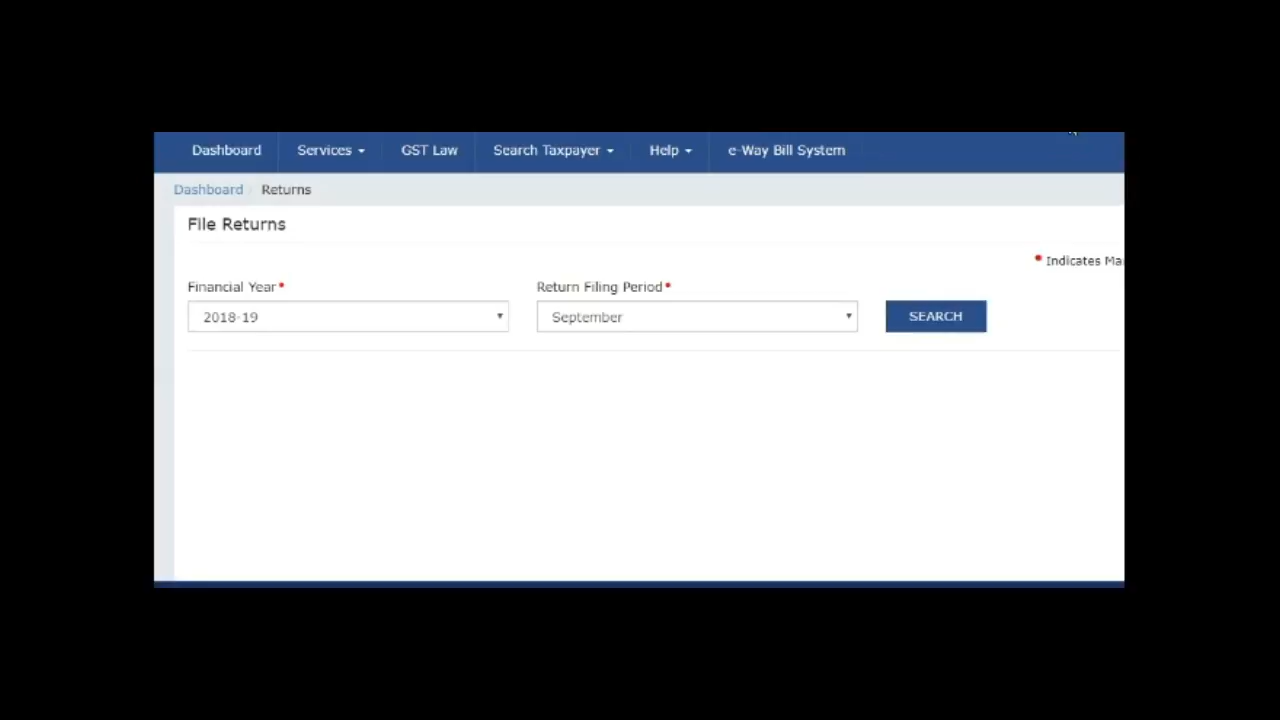 Dashboard Services GST Law Search Taxpayer Help e-Way Bill System
Dashboard Returns
File Returns
• Indicates Ma
Financial Year• Return Filing Period•
2018-19 September SEARCH